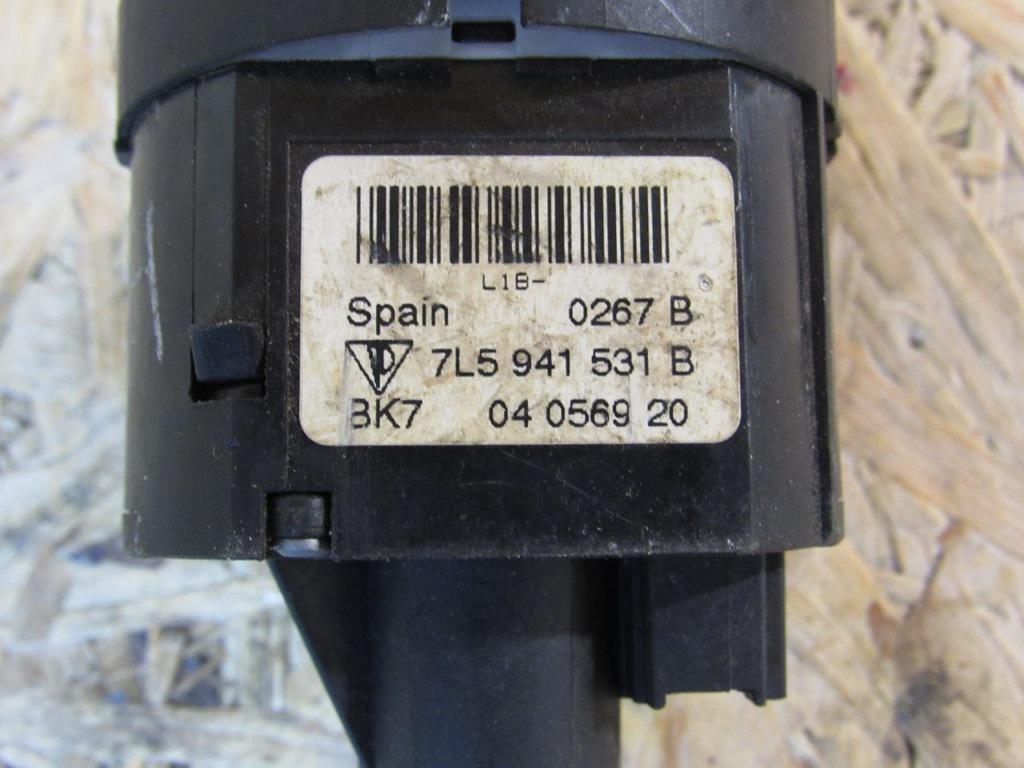 L1B-
Spain 0267 B
7L5 941 531 B
BK7 04 0569 20